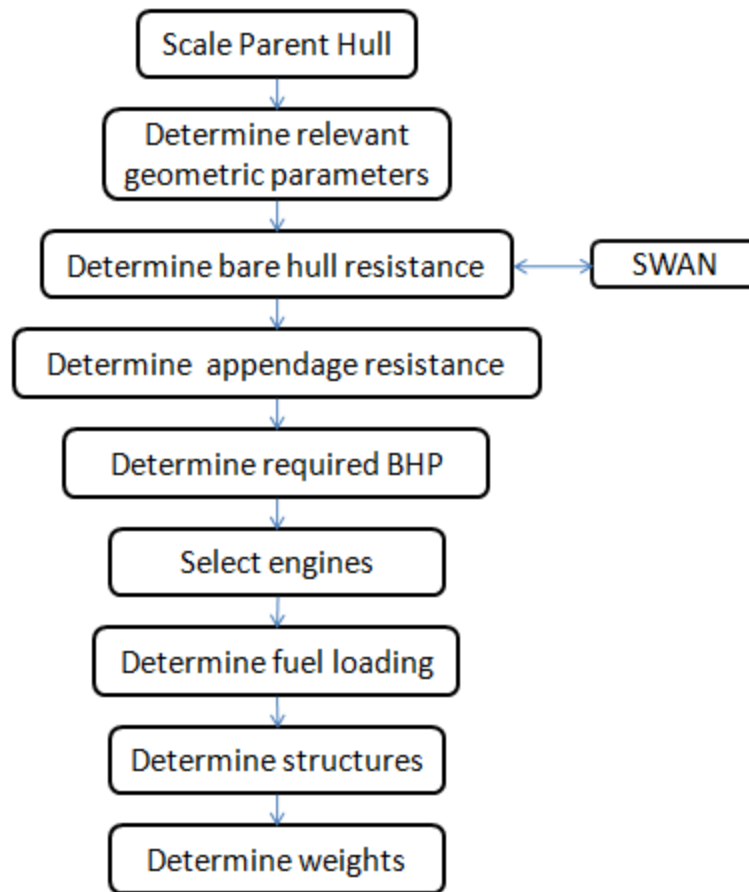 Scale Parent Hull
Determine relevant
geometric parameters
Determine bare hull resistance
SWAN
Determine appendage resistance
Determine required BHP
Select engines
Determine fuel loading
Determine structures
Determine weights